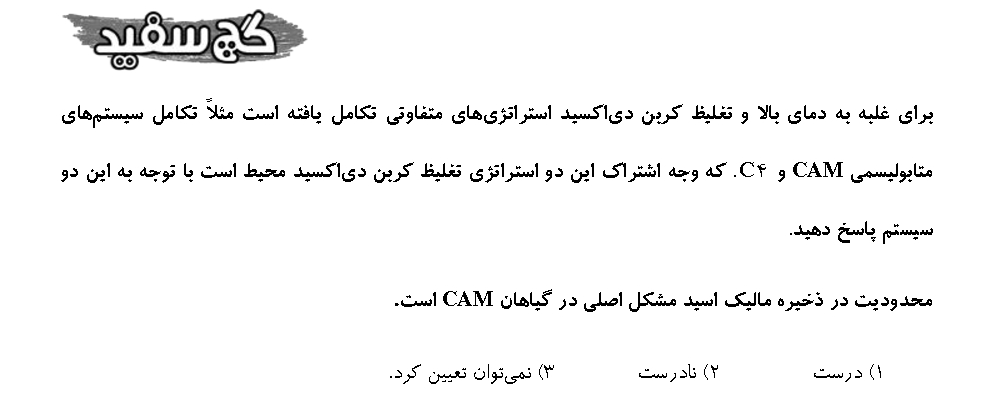 گچ سفید
برای غلبه به دمای بالا و تغلیظ کربن دی‌اکسید استراتژی‌های متفاوتی تکامل یافته است مثلاً تکامل سیستم‌های
متابولیسمی CAM و C۴. که وجه اشتراک این دو استراتژی تغلیظ کربن دی‌اکسید محیط است با توجه به این دو
سیستم پاسخ دهید.
محدودیت در ذخیره مالیک اسید مشکل اصلی در گیاهان CAM است.
۱) درست ۲) نادرست ۳) نمی‌توان تعیین کرد.